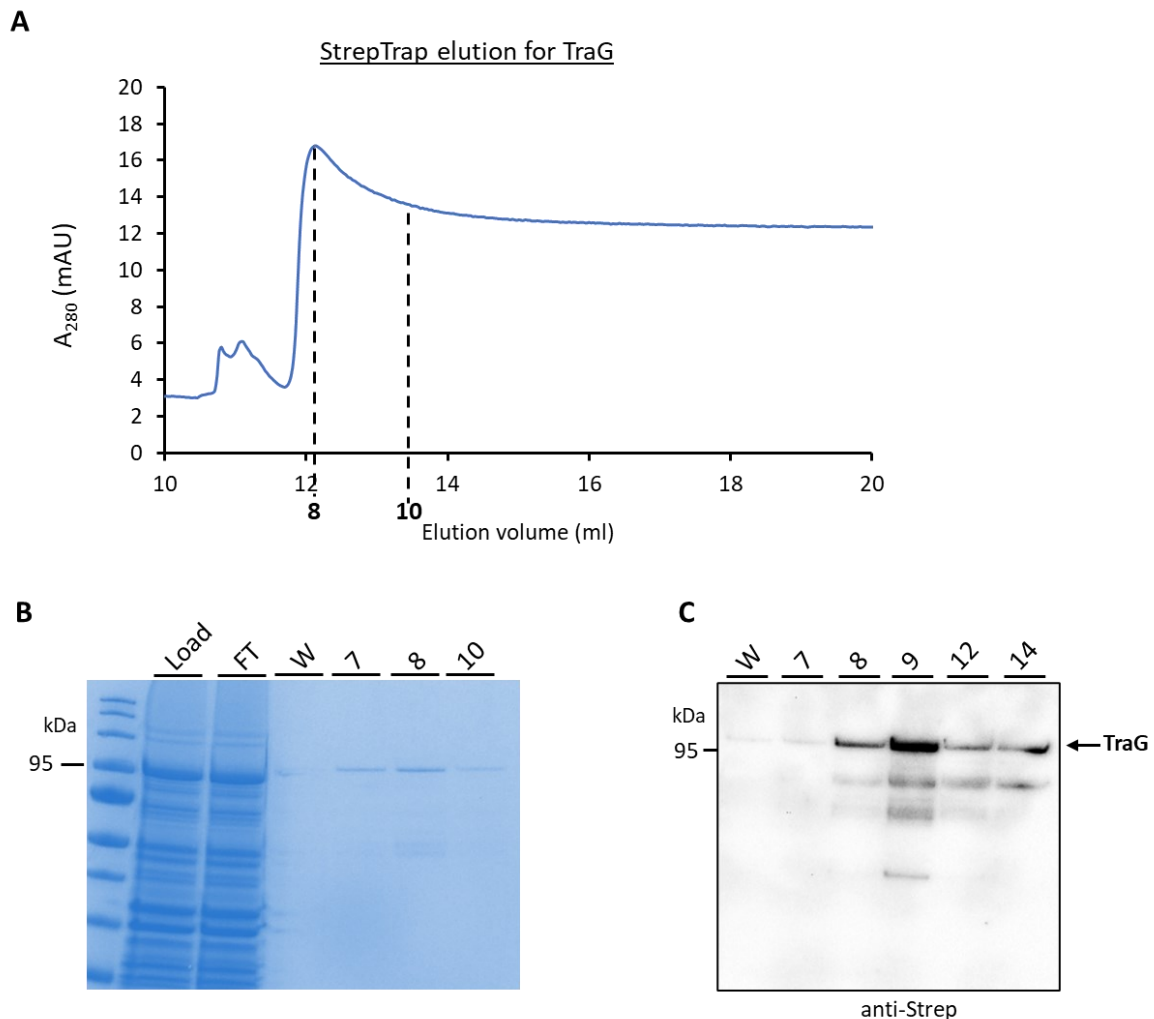 A
StrepTrap elution for TraG
20
18
16
14
12
10
8
6
4
2
0
A280 (mAU)
10 12 14 16 18 20
8 10
Elution volume (ml)
B
Load FT W 7 8 10
kDa
95
C
W 7 8 9 12 14
kDa
95
TraG
anti-Strep